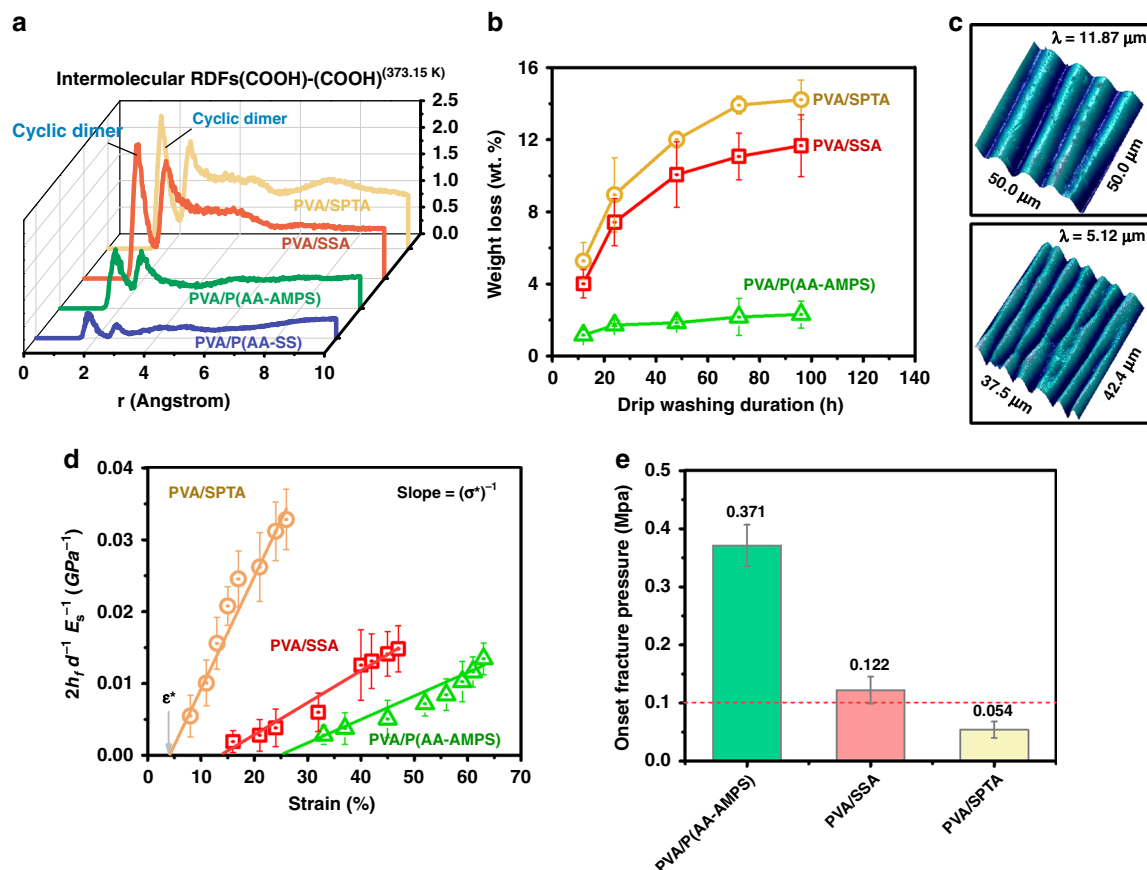 a
Intermolecular RDFs(COOH)-(COOH)(373.15 K)
Cyclic dimer
Cyclic dimer
2.5
2.0
1.5
1.0
0.5
0.0
PVA/SPTA
PVA/SSA
PVA/P(AA-AMPS)
PVA/P(AA-SS)
0
2
4
6
8
10
r (Angstrom)
b
Weight loss (wt. %)
16
12
8
4
0
PVA/SPTA
PVA/SSA
PVA/P(AA-AMPS)
0 20 40 60 80 100 120 140
Drip washing duration (h)
c
λ = 11.87 μm
50.0 μm
50.0 μm
λ = 5.12 μm
37.5 μm
42.4 μm
d
2hf d⁻¹ Es⁻¹ (GPa⁻¹)
0.04
0.03
0.02
0.01
0.00
PVA/SPTA
Slope = (σ*)⁻¹
PVA/SSA
ε*
PVA/P(AA-AMPS)
0 10 20 30 40 50 60 70
Strain (%)
e
Onset fracture pressure (Mpa)
0.5
0.4
0.3
0.2
0.1
0.0
0.371
0.122
0.054
PVA/P(AA-AMPS)
PVA/SSA
PVA/SPTA